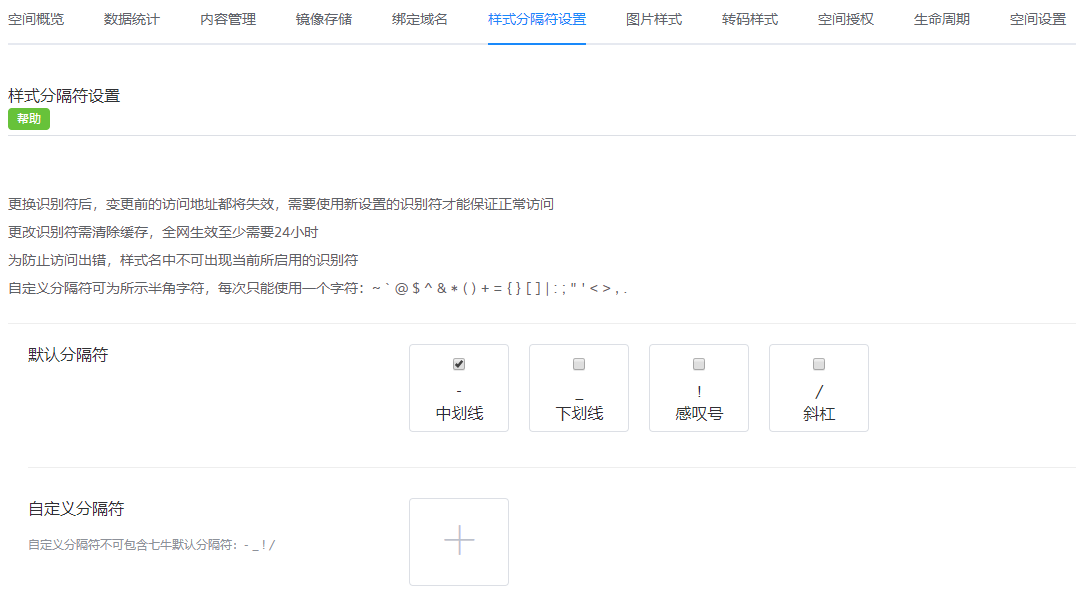 空间概览 数据统计 内容管理 镜像存储 绑定域名 样式分隔符设置 图片样式 转码样式 空间授权 生命周期 空间设置
样式分隔符设置
帮助
更换识别符后，变更前的访问地址都将失效，需要使用新设置的识别符才能保证正常访问
更改识别符需清除缓存，全网生效至少需要24小时
为防止访问出错，样式名中不可出现当前所启用的识别符
自定义分隔符可为所示半角字符，每次只能使用一个字符：~ ` @ $ ^ & * ( ) + = { } [ ] | : ; " ' < > , .
默认分隔符
- _ ! /
中划线 下划线 感叹号 斜杠
自定义分隔符
自定义分隔符不可包含七牛默认分隔符：- _ ! /